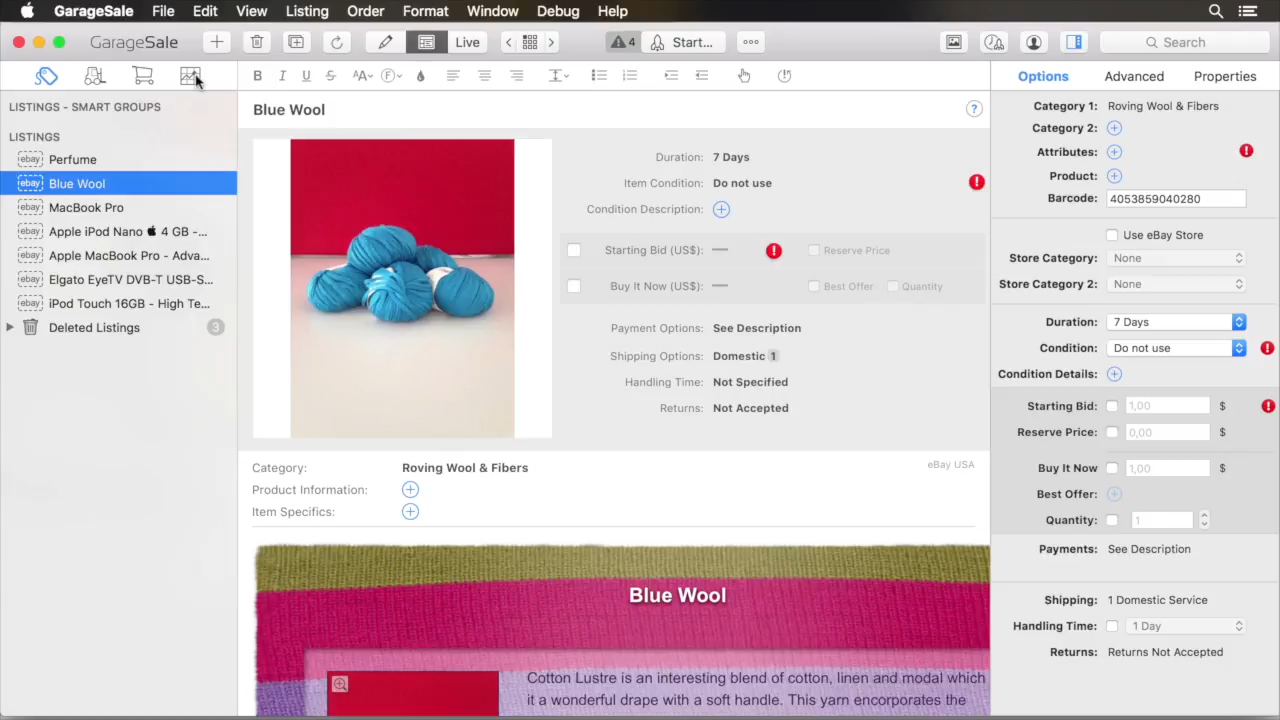 GarageSale File Edit View Listing Order Format Window Debug Help
GarageSale Live 4 Start... Search
B I U S AA F Options Advanced Properties
LISTINGS - SMART GROUPS
LISTINGS
ebay Perfume
ebay Blue Wool
ebay MacBook Pro
ebay Apple iPod Nano 4 GB -...
ebay Apple MacBook Pro - Adva...
ebay Elgato EyeTV DVB-T USB-S...
ebay iPod Touch 16GB - High Te...
Deleted Listings 3
Blue Wool ?
Duration: 7 Days
Item Condition: Do not use
Condition Description:
Starting Bid (US$): — Reserve Price
Buy It Now (US$): — Best Offer Quantity
Payment Options: See Description
Shipping Options: Domestic 1
Handling Time: Not Specified
Returns: Not Accepted
Category: Roving Wool & Fibers eBay USA
Product Information:
Item Specifics:
Blue Wool
Cotton Lustre is an interesting blend of cotton, linen and modal which
it a wonderful drape with a soft handle. This yarn encorporates the
Category 1: Roving Wool & Fibers
Category 2:
Attributes:
Product:
Barcode: 4053859040280
Use eBay Store
Store Category: None
Store Category 2: None
Duration: 7 Days
Condition: Do not use
Condition Details:
Starting Bid: 1,00 $
Reserve Price: 0,00 $
Buy It Now 1,00 $
Best Offer:
Quantity: 1
Payments: See Description
Shipping: 1 Domestic Service
Handling Time: 1 Day
Returns: Returns Not Accepted